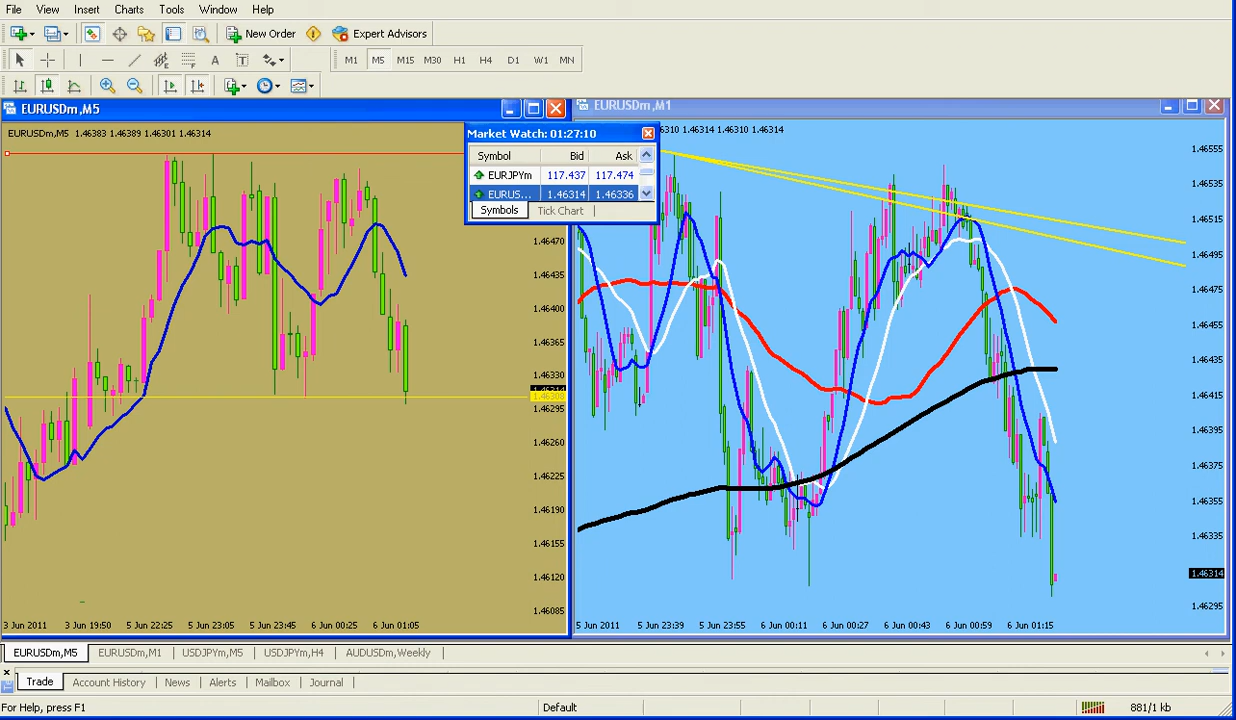 File View Insert Charts Tools Window Help
New Order Expert Advisors
A T M1 M5 M15 M30 H1 H4 D1 W1 MN
EURUSDm,M5
EURUSDm,M1
EURUSDm,M5 1.46383 1.46389 1.46301 1.46314
Market Watch: 01:27:10
Symbol Bid Ask
EURJPYm 117.437 117.474
EURUS... 1.46314 1.46336
Symbols Tick Chart
1.46310 1.46314
1.46470
1.46435
1.46400
1.46365
1.46330
1.46295
1.46260
1.46225
1.46190
1.46155
1.46120
1.46085
3 Jun 2011 3 Jun 19:50 5 Jun 22:25 5 Jun 23:05 5 Jun 23:45 6 Jun 00:25 6 Jun 01:05
1.46555
1.46535
1.46515
1.46495
1.46475
1.46455
1.46435
1.46415
1.46395
1.46375
1.46355
1.46335
1.46314
1.46295
5 Jun 2011 5 Jun 23:39 5 Jun 23:55 6 Jun 00:11 6 Jun 00:27 6 Jun 00:43 6 Jun 00:59 6 Jun 01:15
EURUSDm,M5 EURUSDm,M1 USDJPYm,M5 USDJPYm,H4 AUDUSDm,Weekly
Trade Account History News Alerts Mailbox Journal
For Help, press F1 Default 881/1 kb